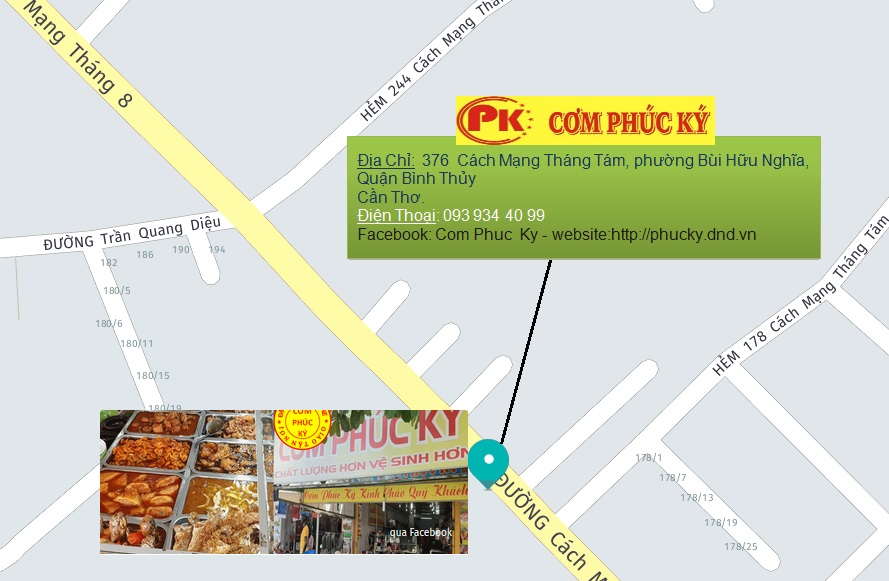 Mạng Tháng 8
HẺM 244 Cách Mạng Thá
PK CƠM PHÚC KÝ
Địa Chỉ: 376 Cách Mạng Tháng Tám, phường Bùi Hữu Nghĩa,
Quận Bình Thủy
Cần Thơ.
Điện Thoại: 093 934 40 99
Facebook: Com Phuc Ky - website:http://phucky.dnd.vn
ĐƯỜNG Trần Quang Diệu
182
186
190
194
180/5
180/6
180/11
180/15
180/19
HẺM 178 Cách Mạng Tháng Tám
CƠM
PHÚC
KÝ
GIAO TẬN NƠI
CƠM PHÚC KÝ
CHẤT LƯỢNG HƠN VỆ SINH HƠN
Cơm Phúc Ký Kính Chào Quý Khách
qua Facebook
ĐƯỜNG Cách M
178/1
178/7
178/13
178/19
178/25